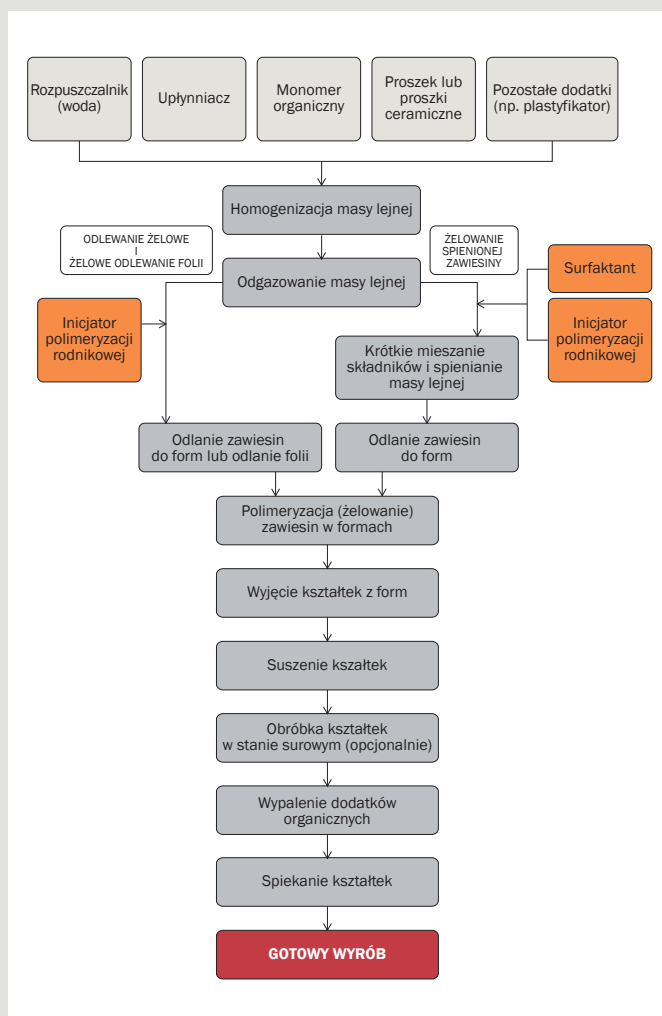 Rozpuszczalnik
(woda)
Upłynniacz
Monomer
organiczny
Proszek lub
proszki
ceramiczne
Pozostałe dodatki
(np. plastyfikator)
Homogenizacja masy lejnej
ODLEWANIE ŻELOWE
I
ŻELOWE ODLEWANIE FOLII
ŻELOWANIE
SPIENIONEJ
ZAWIESINY
Odgazowanie masy lejnej
Surfaktant
Inicjator
polimeryzacji
rodnikowej
Inicjator
polimeryzacji
rodnikowej
Krótkie mieszanie
składników i spienianie
masy lejnej
Odlanie zawiesin
do form lub odlanie folii
Odlanie zawiesin
do form
Polimeryzacja (żelowanie)
zawiesin w formach
Wyjęcie kształtek z form
Suszenie kszałtek
Obróbka kształtek
w stanie surowym (opcjonalnie)
Wypalenie dodatków
organicznych
Spiekanie kształtek
GOTOWY WYRÓB